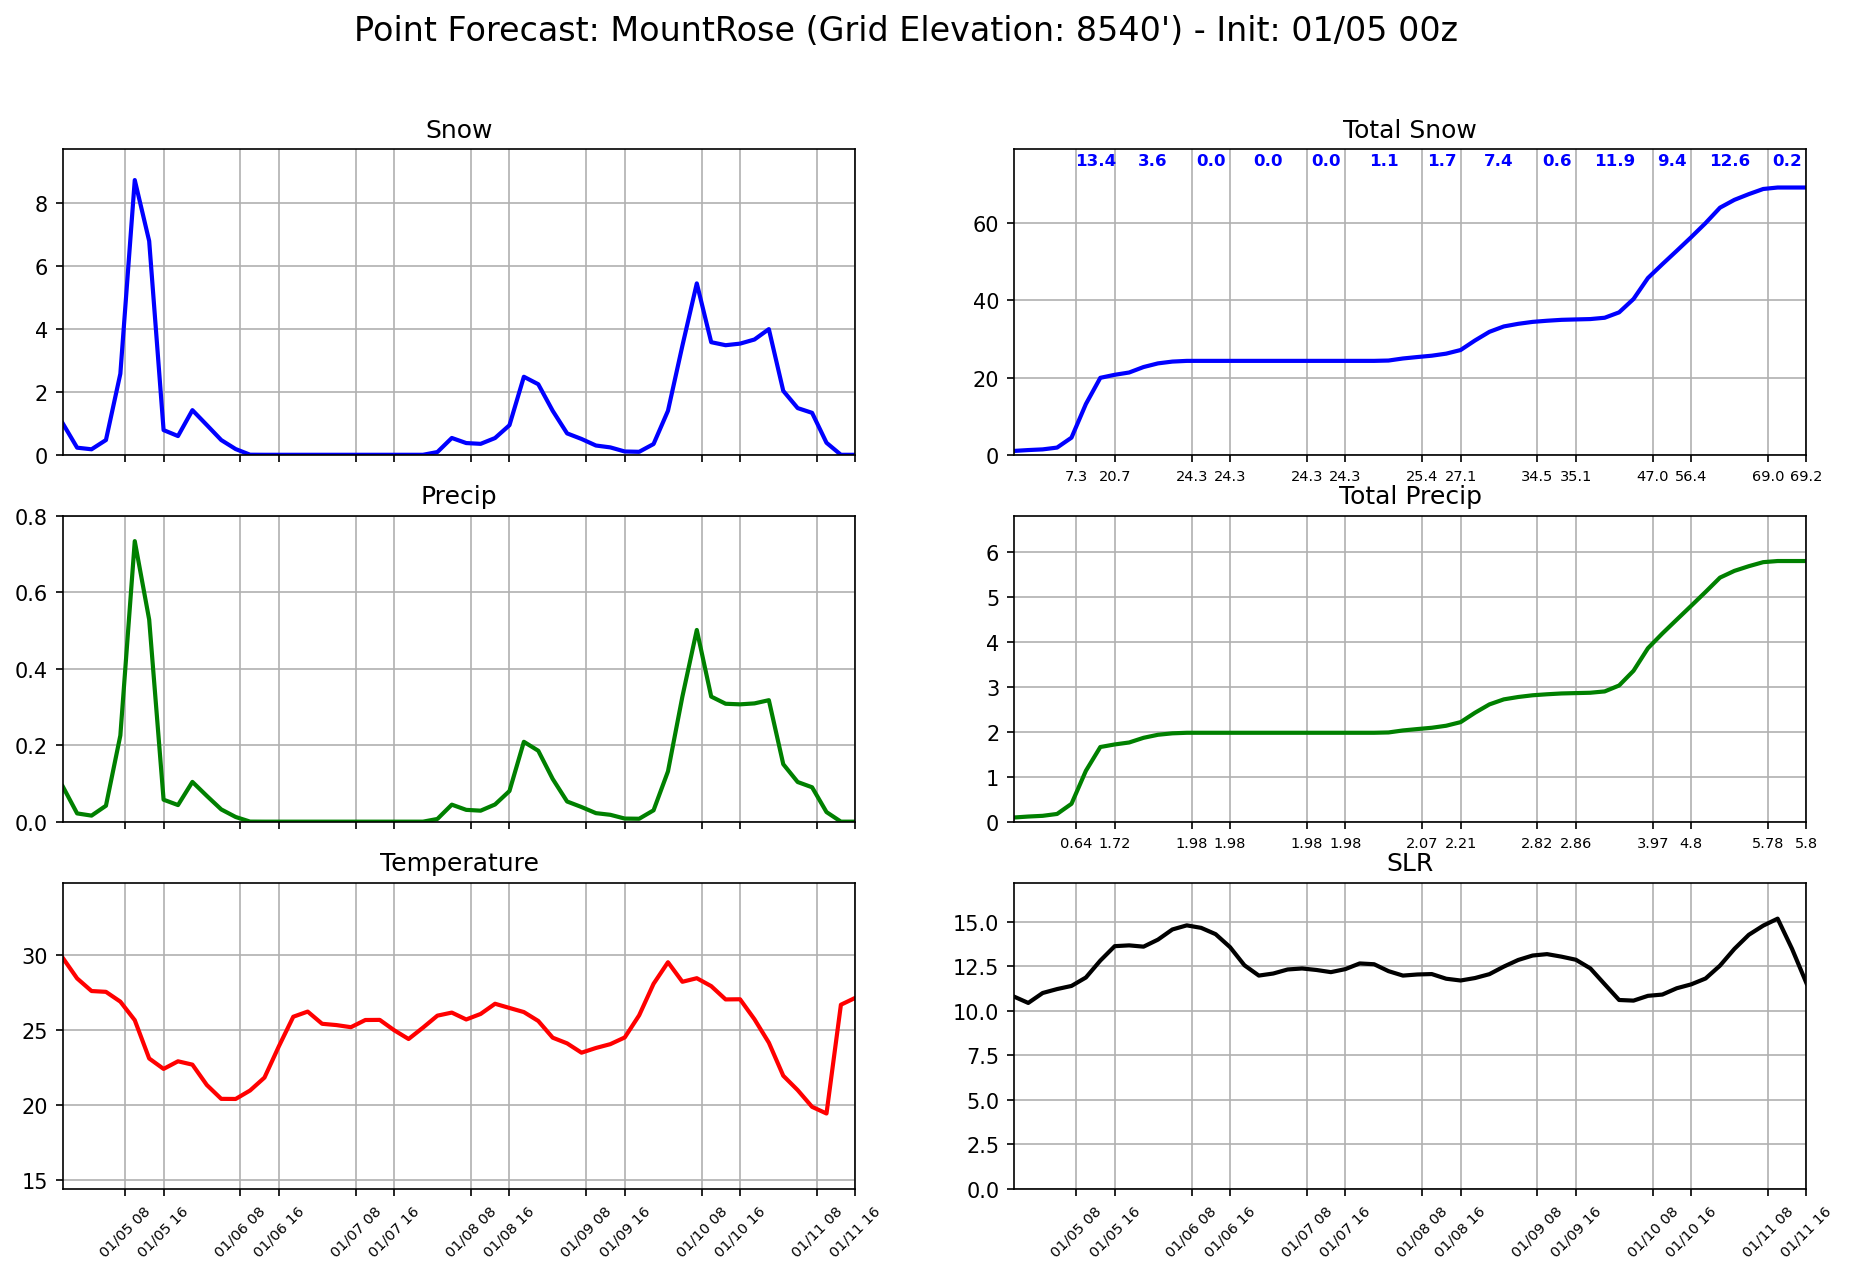 Point Forecast: MountRose (Grid Elevation: 8540') - Init: 01/05 00z
Snow
8
6
4
2
0
Total Snow
13.4 3.6 0.0 0.0 0.0 1.1 1.7 7.4 0.6 11.9 9.4 12.6 0.2
60
40
20
0
7.3 20.7 24.3 24.3 24.3 24.3 25.4 27.1 34.5 35.1 47.0 56.4 69.0 69.2
Precip
0.8
0.6
0.4
0.2
0.0
Total Precip
6
5
4
3
2
1
0
0.64 1.72 1.98 1.98 1.98 1.98 2.07 2.21 2.82 2.86 3.97 4.8 5.78 5.8
Temperature
30
25
20
15
01/05 08 01/05 16 01/06 08 01/06 16 01/07 08 01/07 16 01/08 08 01/08 16 01/09 08 01/09 16 01/10 08 01/10 16 01/11 08 01/11 16
SLR
15.0
12.5
10.0
7.5
5.0
2.5
0.0
01/05 08 01/05 16 01/06 08 01/06 16 01/07 08 01/07 16 01/08 08 01/08 16 01/09 08 01/09 16 01/10 08 01/10 16 01/11 08 01/11 16